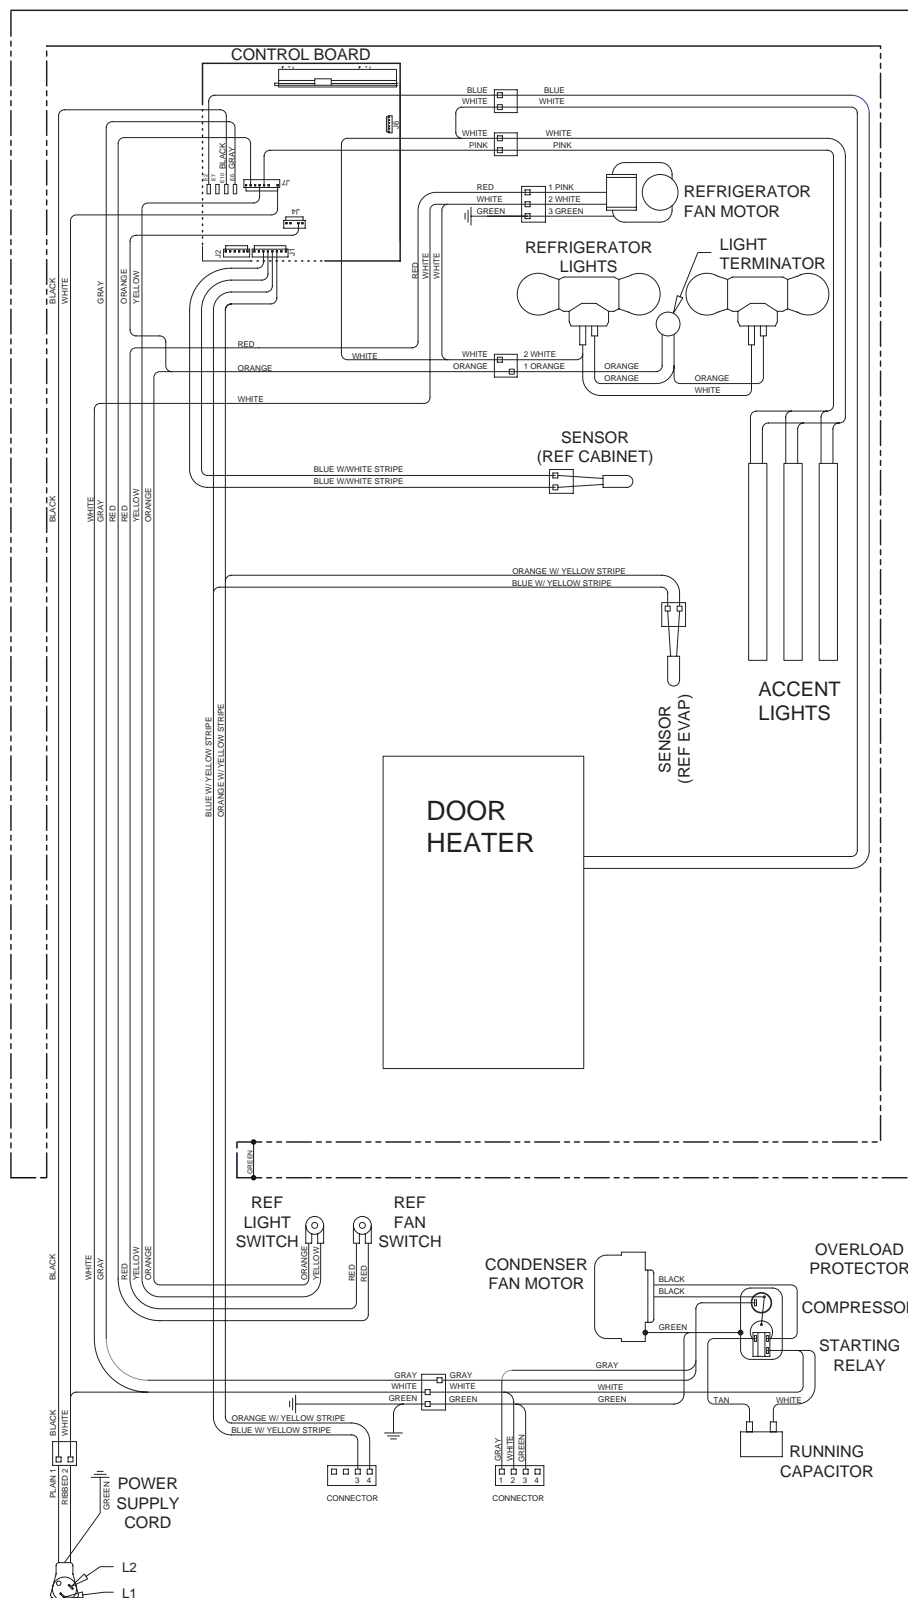 CONTROL BOARD
BLUE
BLUE
WHITE
WHITE
J6
BLACK
GRAY
WHITE
WHITE
PINK
PINK
E2
E7
E10
E6
J7
RED
1 PINK
WHITE
2 WHITE
GREEN
3 GREEN
REFRIGERATOR
FAN MOTOR
J4
J2
J1
REFRIGERATOR
LIGHTS
LIGHT
TERMINATOR
BLACK
WHITE
GRAY
ORANGE
YELLOW
RED
WHITE
WHITE
RED
WHITE
WHITE
2 WHITE
ORANGE
ORANGE
1 ORANGE
ORANGE
ORANGE
ORANGE
WHITE
WHITE
SENSOR
(REF CABINET)
BLUE W/WHITE STRIPE
BLUE W/WHITE STRIPE
BLACK
WHITE
GRAY
RED
RED
YELLOW
ORANGE
ORANGE W/ YELLOW STRIPE
BLUE W/ YELLOW STRIPE
SENSOR
(REF EVAP)
ACCENT
LIGHTS
BLUE W/ YELLOW STRIPE
ORANGE W/ YELLOW STRIPE
DOOR
HEATER
GREEN
REF
LIGHT
SWITCH
REF
FAN
SWITCH
BLACK
WHITE
GRAY
RED
YELLOW
ORANGE
ORANGE
YELLOW
RED
RED
CONDENSER
FAN MOTOR
BLACK
BLACK
GREEN
OVERLOAD
PROTECTOR
COMPRESSOR
STARTING
RELAY
GRAY
GRAY
GRAY
WHITE
WHITE
WHITE
GREEN
GREEN
GREEN
TAN
WHITE
ORANGE W/ YELLOW STRIPE
BLUE W/ YELLOW STRIPE
BLACK
WHITE
GRAY
WHITE
GREEN
3 4
CONNECTOR
1 2 3 4
CONNECTOR
RUNNING
CAPACITOR
PLAIN 1
RIBBED 2
GREEN
POWER
SUPPLY
CORD
L2
L1